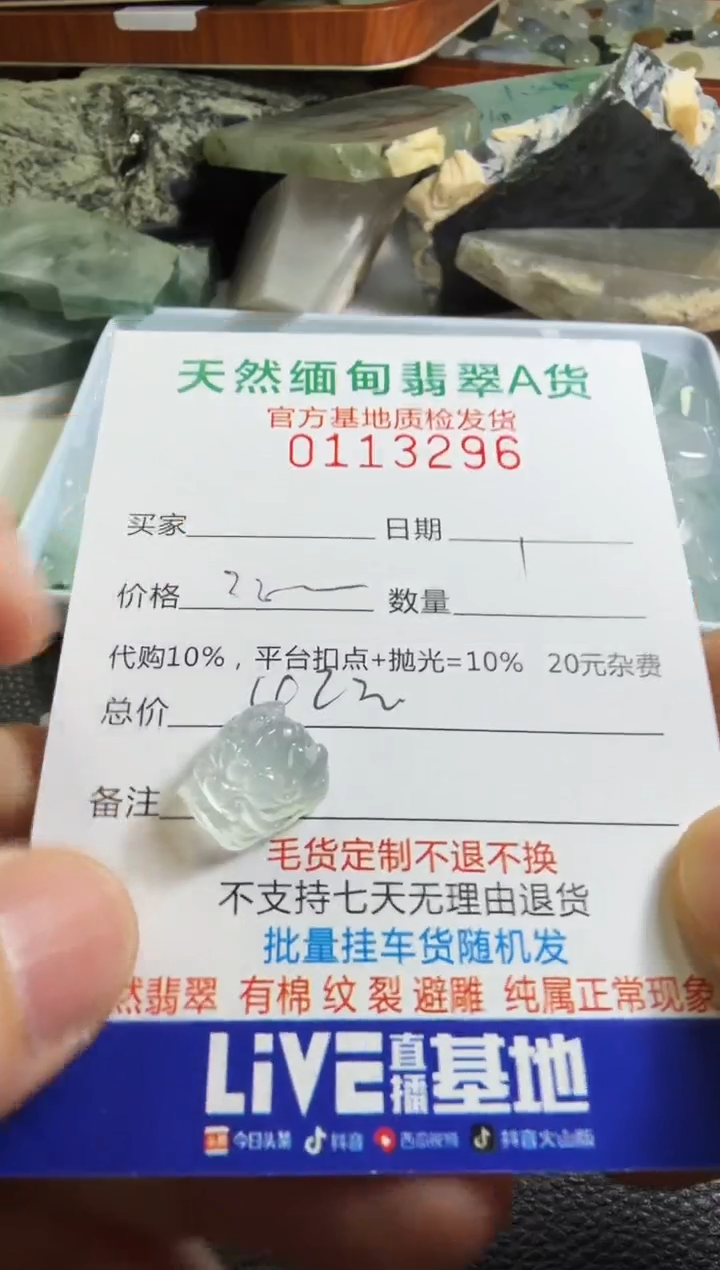 天然缅甸翡翠A货
官方基地质检发货
0113296
买家 日期
价格 数量
代购10%，平台扣点+抛光=10% 20元杂费
总价
备注
毛货定制不退不换
不支持七天无理由退货
批量挂车货随机发
然翡翠 有棉 纹 裂 避雕 纯属正常现象
LiVE直播基地
今日头条 抖音 西瓜视频 抖音火山版